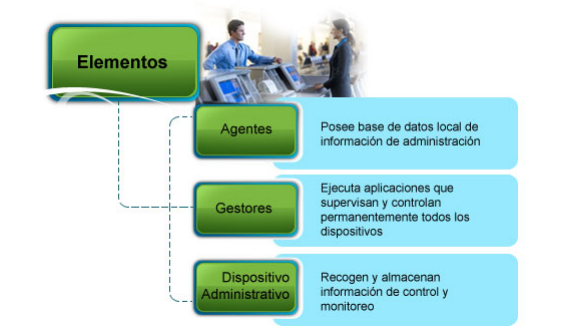 Elementos
Agentes
Posee base de datos local de
información de administración
Gestores
Ejecuta aplicaciones que
supervisan y controlan
permanentemente todos los
dispositivos
Dispositivo
Administrativo
Recogen y almacenan
información de control y
monitoreo